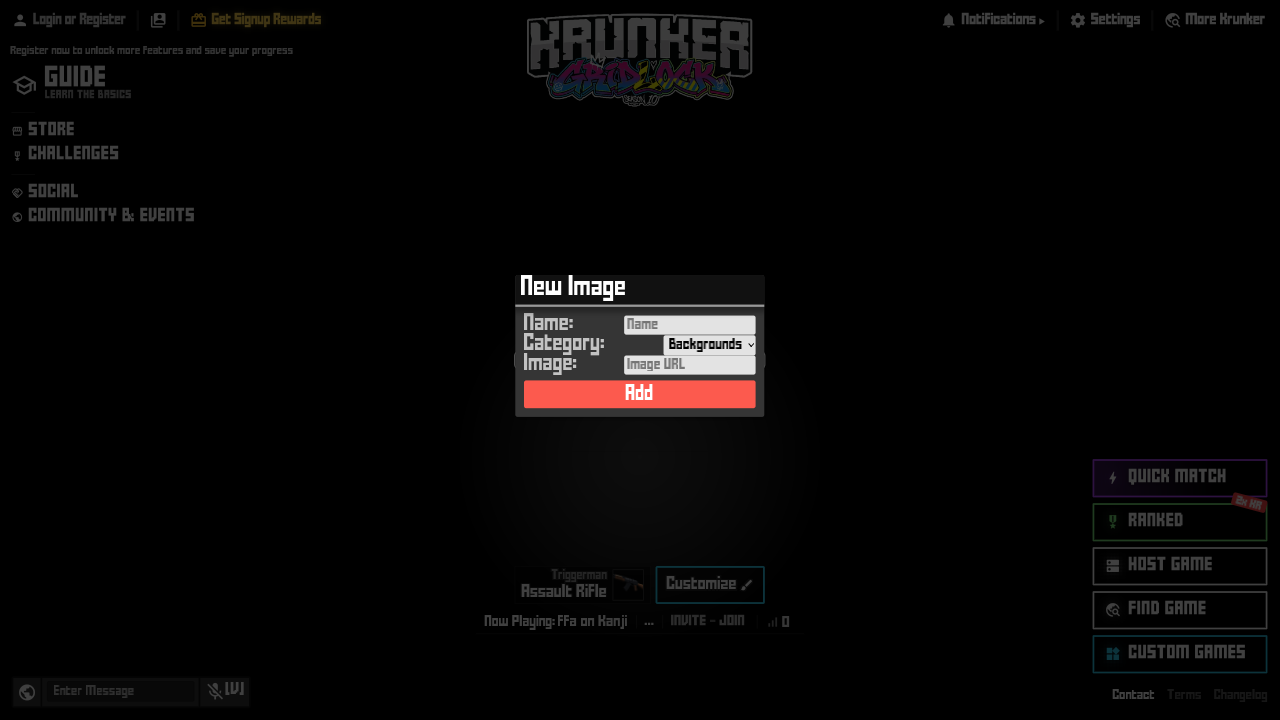 Login or Register
Get Signup Rewards
Register now to unlock more features and save your progress
GUIDE
LEARN THE BASICS
STORE
CHALLENGES
SOCIAL
COMMUNITY & EVENTS
KRUNKER
GRIDLOCK
Notifications ▸
Settings
More Krunker
New Image
Name:
Name
Category:
Backgrounds
Image:
Image URL
Add
QUICK MATCH
2x KR
RANKED
HOST GAME
FIND GAME
CUSTOM GAMES
Triggerman
Assault Rifle
Customize
Now Playing: FFA on Kanji
...
INVITE - JOIN
0
Enter Message
[V]
Contact
Terms
Changelog